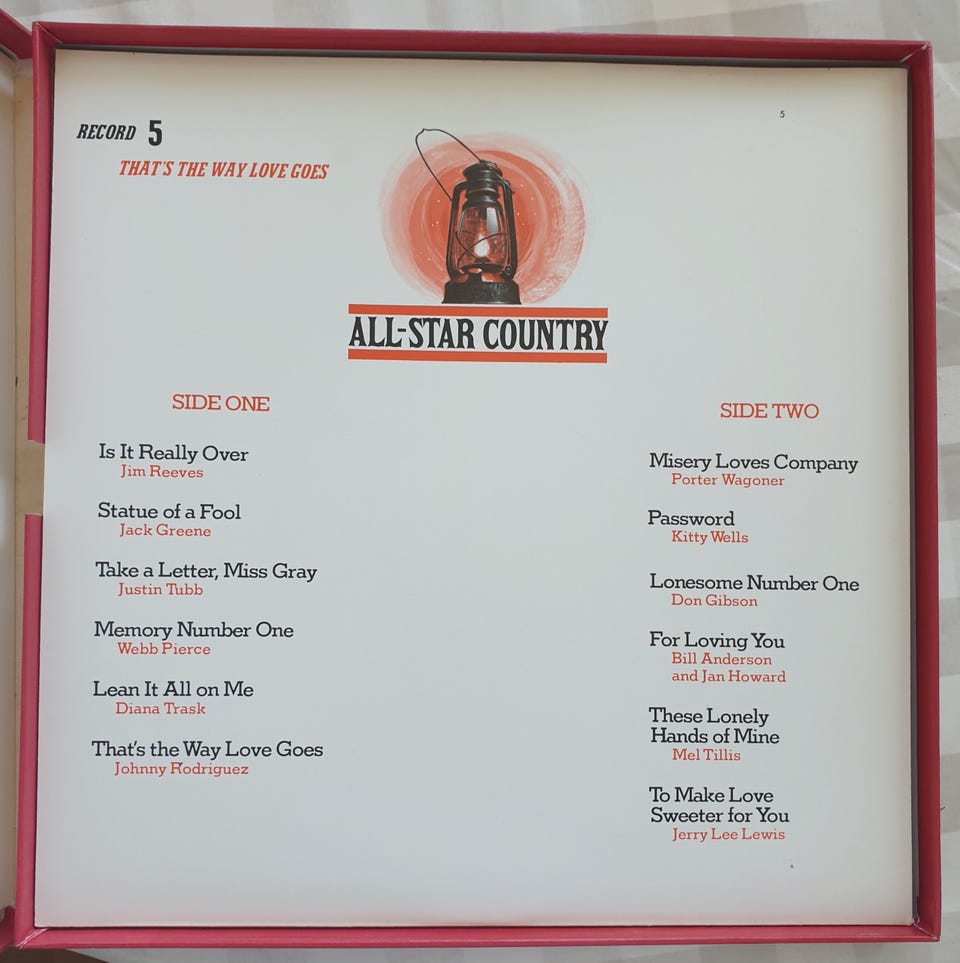 RECORD 5
5
THAT'S THE WAY LOVE GOES
ALL-STAR COUNTRY
SIDE ONE
Is It Really Over
Jim Reeves
Statue of a Fool
Jack Greene
Take a Letter, Miss Gray
Justin Tubb
Memory Number One
Webb Pierce
Lean It All on Me
Diana Trask
That's the Way Love Goes
Johnny Rodriguez
SIDE TWO
Misery Loves Company
Porter Wagoner
Password
Kitty Wells
Lonesome Number One
Don Gibson
For Loving You
Bill Anderson
and Jan Howard
These Lonely
Hands of Mine
Mel Tillis
To Make Love
Sweeter for You
Jerry Lee Lewis